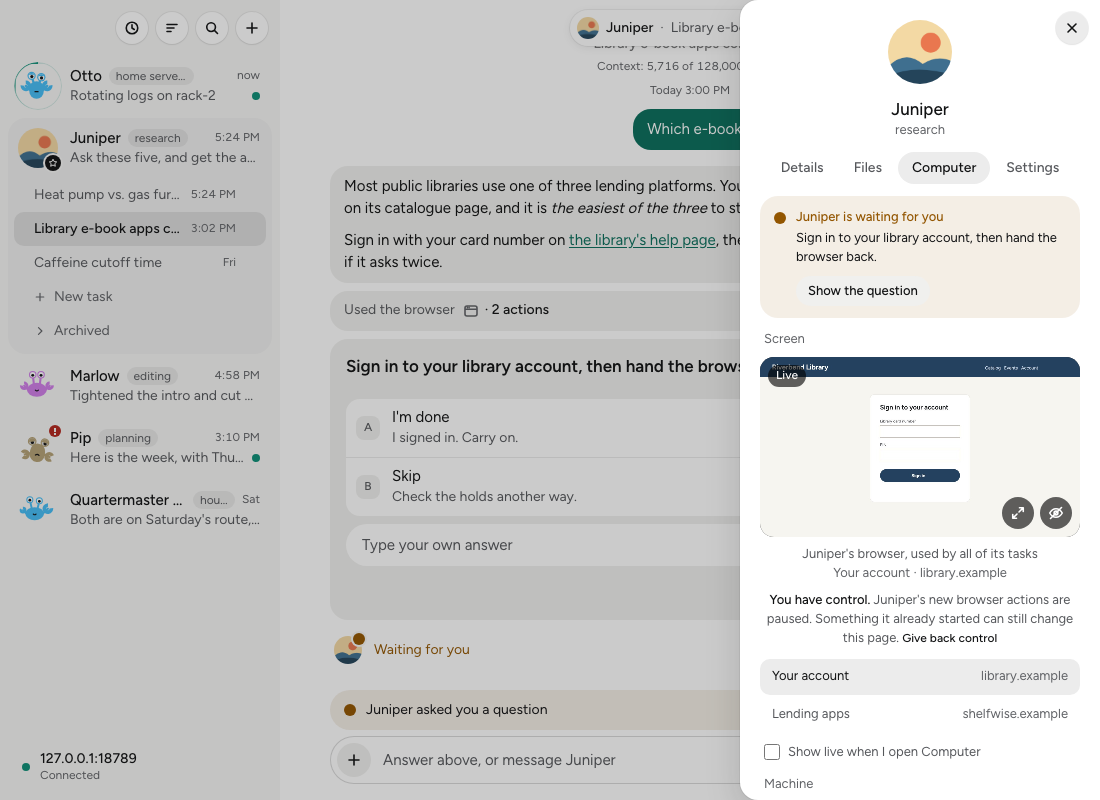 Otto
home serve...
now
Rotating logs on rack-2
Juniper
research
5:24 PM
Ask these five, and get the a...
Heat pump vs. gas fur...
5:24 PM
Library e-book apps c...
3:02 PM
Caffeine cutoff time
Fri
New task
Archived
Marlow
editing
4:58 PM
Tightened the intro and cut ...
Pip
planning
3:10 PM
Here is the week, with Thu...
Quartermaster ...
hou...
Sat
Both are on Saturday's route,...
127.0.0.1:18789
Connected
Juniper · Library e-b
Context: 5,716 of 128,000
Today 3:00 PM
Which e-book
Most public libraries use one of three lending platforms. You
on its catalogue page, and it is the easiest of the three to st
Sign in with your card number on the library's help page, the
if it asks twice.
Used the browser · 2 actions
Sign in to your library account, then hand the brows
A
I'm done
I signed in. Carry on.
B
Skip
Check the holds another way.
Type your own answer
Waiting for you
Juniper asked you a question
Answer above, or message Juniper
Juniper
research
Details
Files
Computer
Settings
Juniper is waiting for you
Sign in to your library account, then hand the
browser back.
Show the question
Screen
Live
Library
Catalog Events Account
Sign in to your account
Library card number
Sign in
Juniper's browser, used by all of its tasks
Your account · library.example
You have control. Juniper's new browser actions are
paused. Something it already started can still change
this page. Give back control
Your account
library.example
Lending apps
shelfwise.example
Show live when I open Computer
Machine